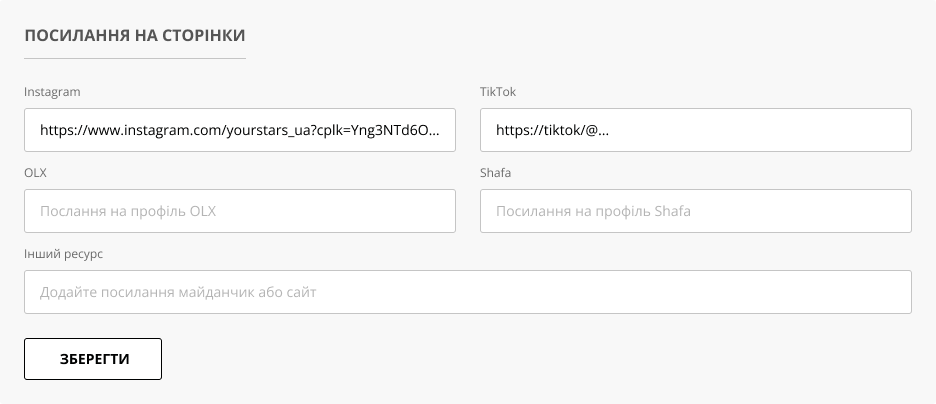 ПОСИЛАННЯ НА СТОРІНКИ
Instagram
TikTok
https://www.instagram.com/yourstars_ua?cplk=Yng3NTd6O...
https://tiktok/@...
OLX
Shafa
Послання на профіль OLX
Посилання на профіль Shafa
Інший ресурс
Додайте посилання майданчик або сайт
ЗБЕРЕГТИ